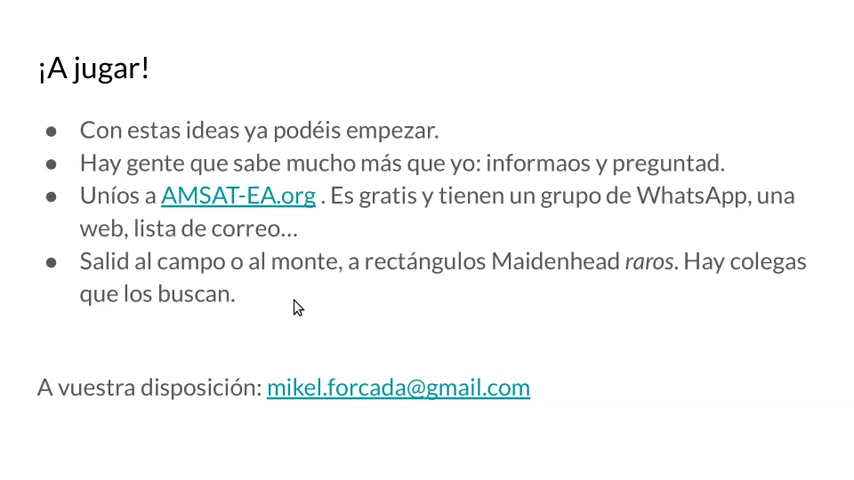 ¡A jugar!
● Con estas ideas ya podéis empezar.
● Hay gente que sabe mucho más que yo: informaos y preguntad.
● Uníos a AMSAT-EA.org . Es gratis y tienen un grupo de WhatsApp, una
web, lista de correo...
● Salid al campo o al monte, a rectángulos Maidenhead raros. Hay colegas
que los buscan.
A vuestra disposición: mikel.forcada@gmail.com